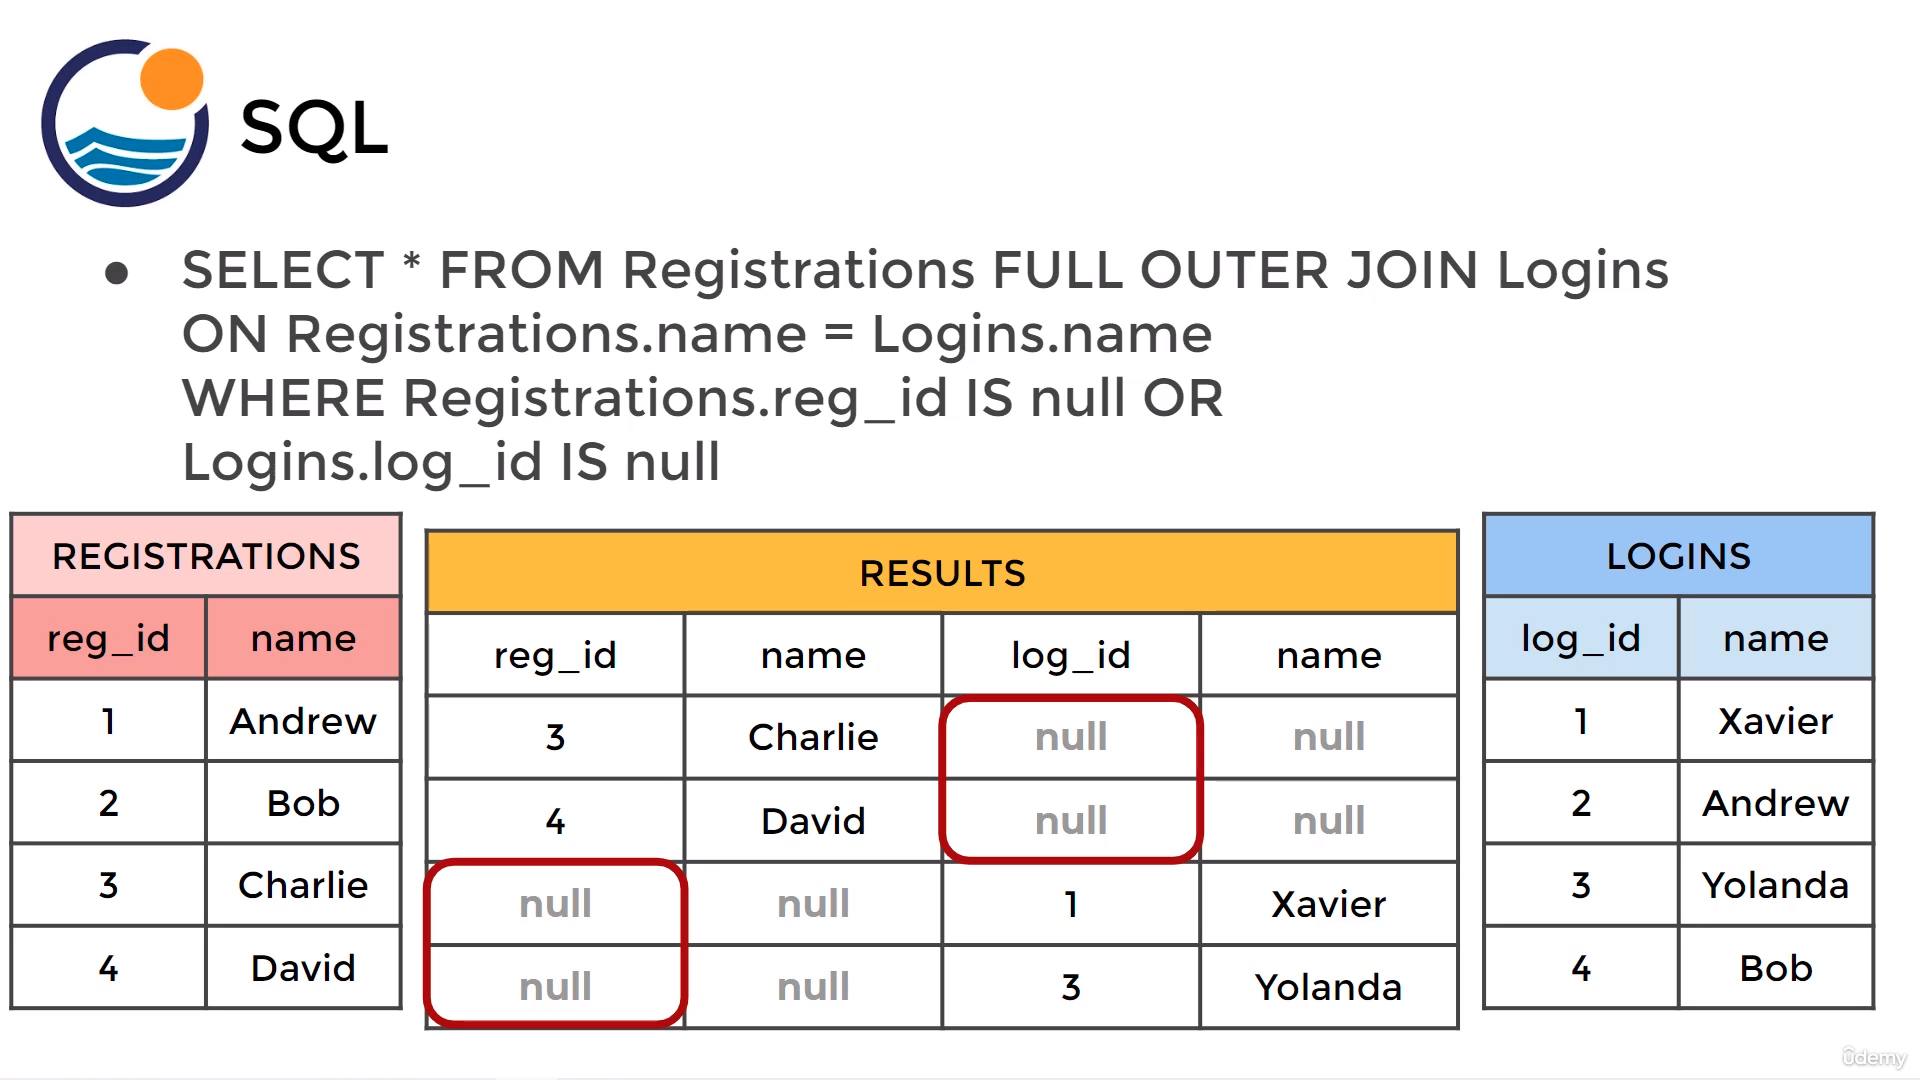 SQL
● SELECT * FROM Registrations FULL OUTER JOIN Logins
ON Registrations.name = Logins.name
WHERE Registrations.reg_id IS null OR
Logins.log_id IS null
REGISTRATIONS
reg_id name
1 Andrew
2 Bob
3 Charlie
4 David
RESULTS
reg_id name log_id name
3 Charlie null null
4 David null null
null null 1 Xavier
null null 3 Yolanda
LOGINS
log_id name
1 Xavier
2 Andrew
3 Yolanda
4 Bob
ûdemy